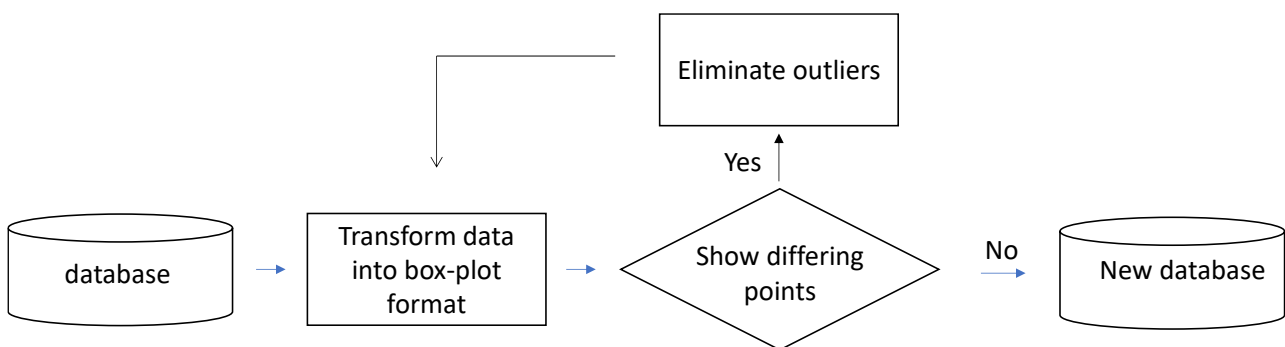 Eliminate outliers
Yes
database
Transform data
into box-plot
format
Show differing
points
No
New database